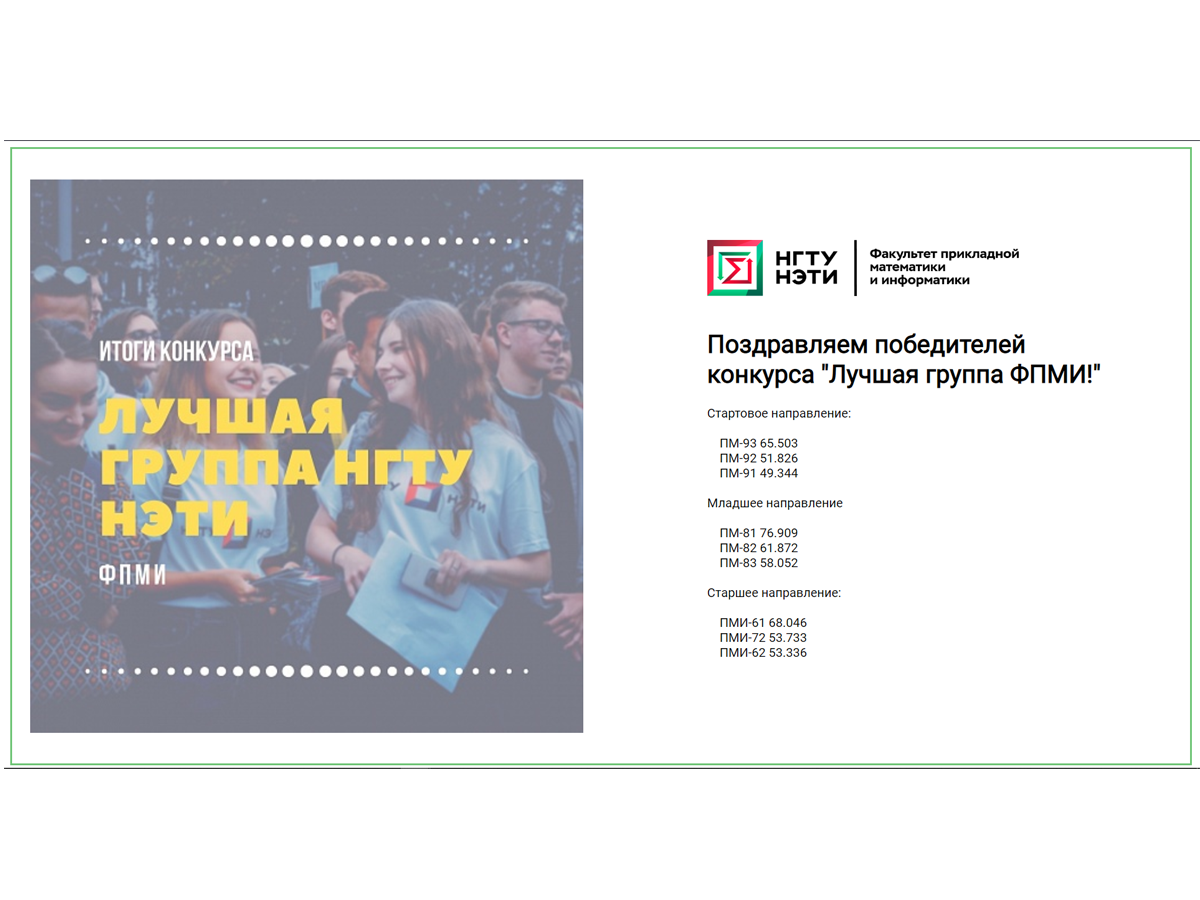 ИТОГИ КОНКУРСА
ЛУЧШАЯ
ГРУППА НГТУ
НЭТИ
ФПМИ
НГТУ
НЭТИ
Факультет прикладной
математики
и информатики
Поздравляем победителей
конкурса "Лучшая группа ФПМИ!"
Стартовое направление:
ПМ-93 65.503
ПМ-92 51.826
ПМ-91 49.344
Младшее направление
ПМ-81 76.909
ПМ-82 61.872
ПМ-83 58.052
Старшее направление:
ПМИ-61 68.046
ПМИ-72 53.733
ПМИ-62 53.336